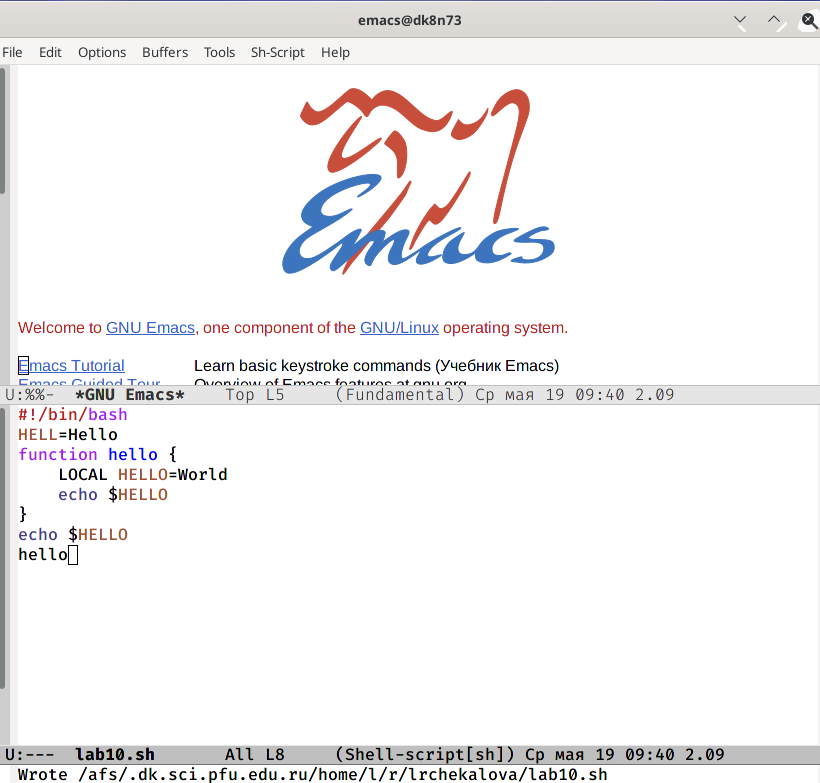 emacs@dk8n73
File Edit Options Buffers Tools Sh-Script Help
Emacs
Welcome to GNU Emacs, one component of the GNU/Linux operating system.
Emacs Tutorial Learn basic keystroke commands (Учебник Emacs)
Emacs Guided Tour Overview of Emacs features at gnu.org
U:%%- *GNU Emacs* Top L5 (Fundamental) Ср мая 19 09:40 2.09
#!/bin/bash
HELL=Hello
function hello {
    LOCAL HELLO=World
    echo $HELLO
}
echo $HELLO
hello
U:--- lab10.sh All L8 (Shell-script[sh]) Ср мая 19 09:40 2.09
Wrote /afs/.dk.sci.pfu.edu.ru/home/l/r/lrchekalova/lab10.sh